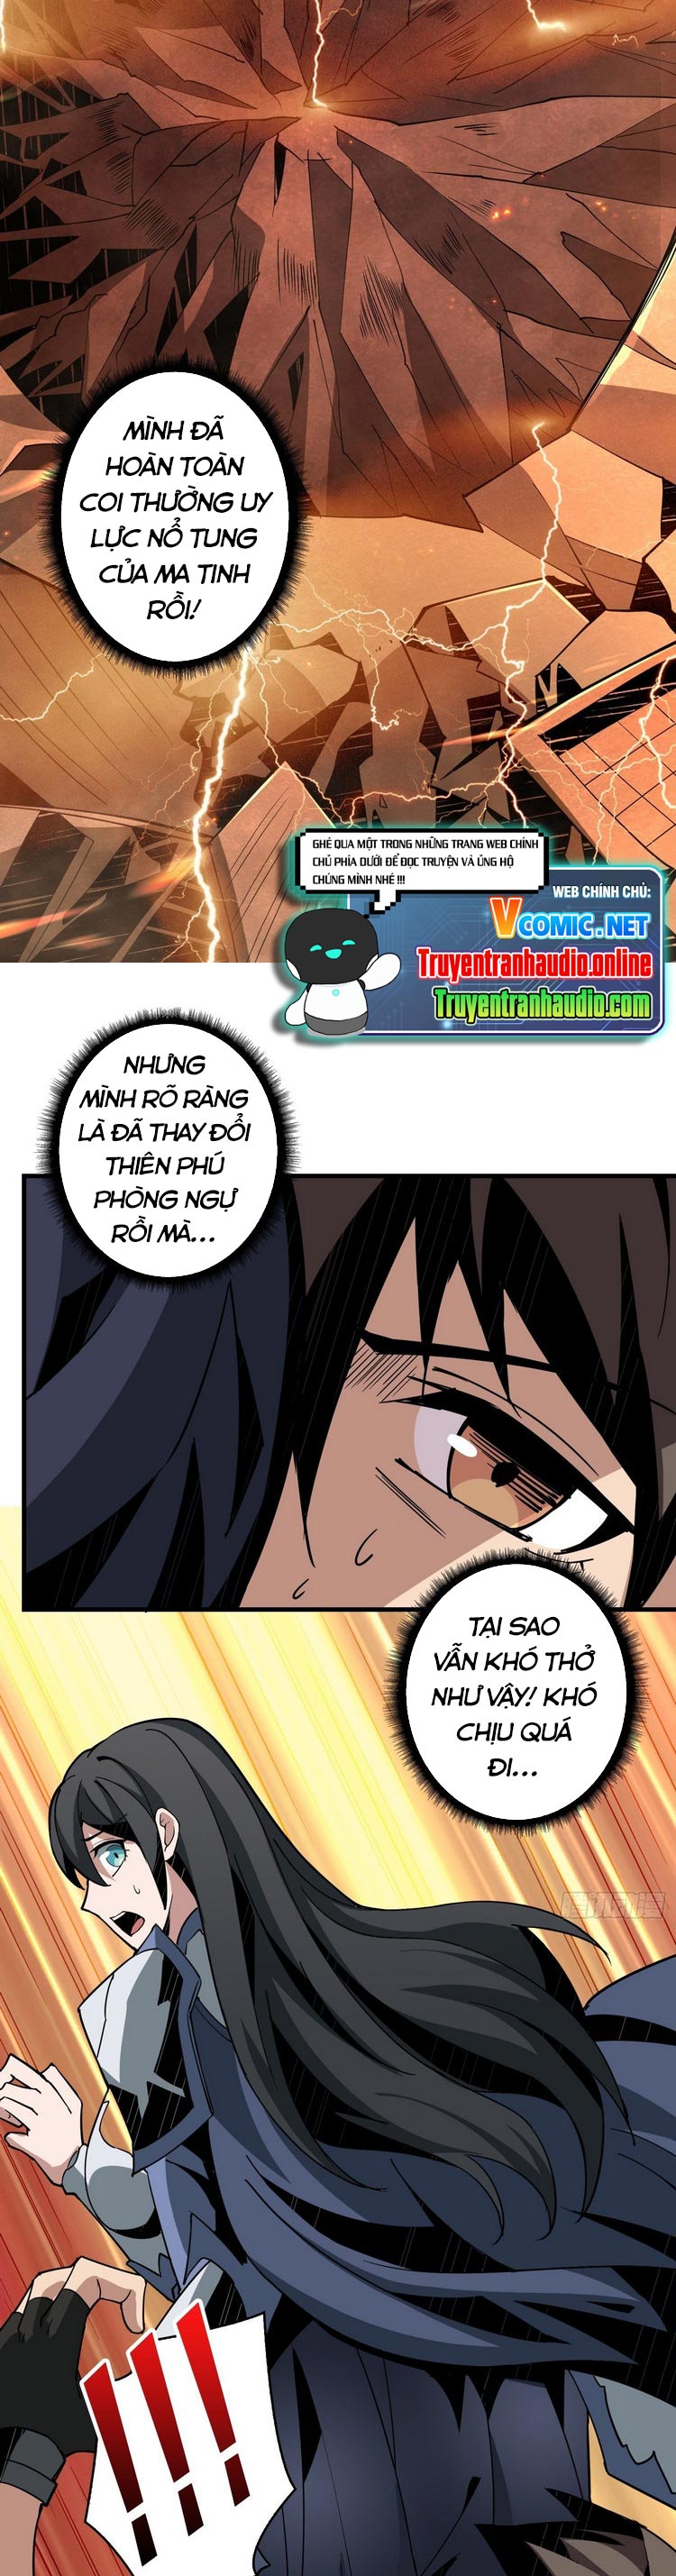 MÌNH ĐÃ
HOÀN TOÀN
COI THƯỜNG UY
LỰC NỔ TUNG
CỦA MA TINH
RỒI!
GHÉ QUA MỘT TRONG NHỮNG TRANG WEB CHÍNH
CHỦ PHÍA DƯỚI ĐỂ ĐỌC TRUYỆN VÀ ỦNG HỘ
CHÚNG MÌNH NHÉ !!!
WEB CHÍNH CHỦ:
VCOMIC.NET
Truyentranhaudio.online
Truyentranhaudio.com
NHƯNG
MÌNH RÕ RÀNG
LÀ ĐÃ THAY ĐỔI
THIÊN PHÚ
PHÒNG NGỰ
RỒI MÀ...
TẠI SAO
VẪN KHÓ THỞ
NHƯ VẬY! KHÓ
CHỊU QUÁ
ĐI...
!!!